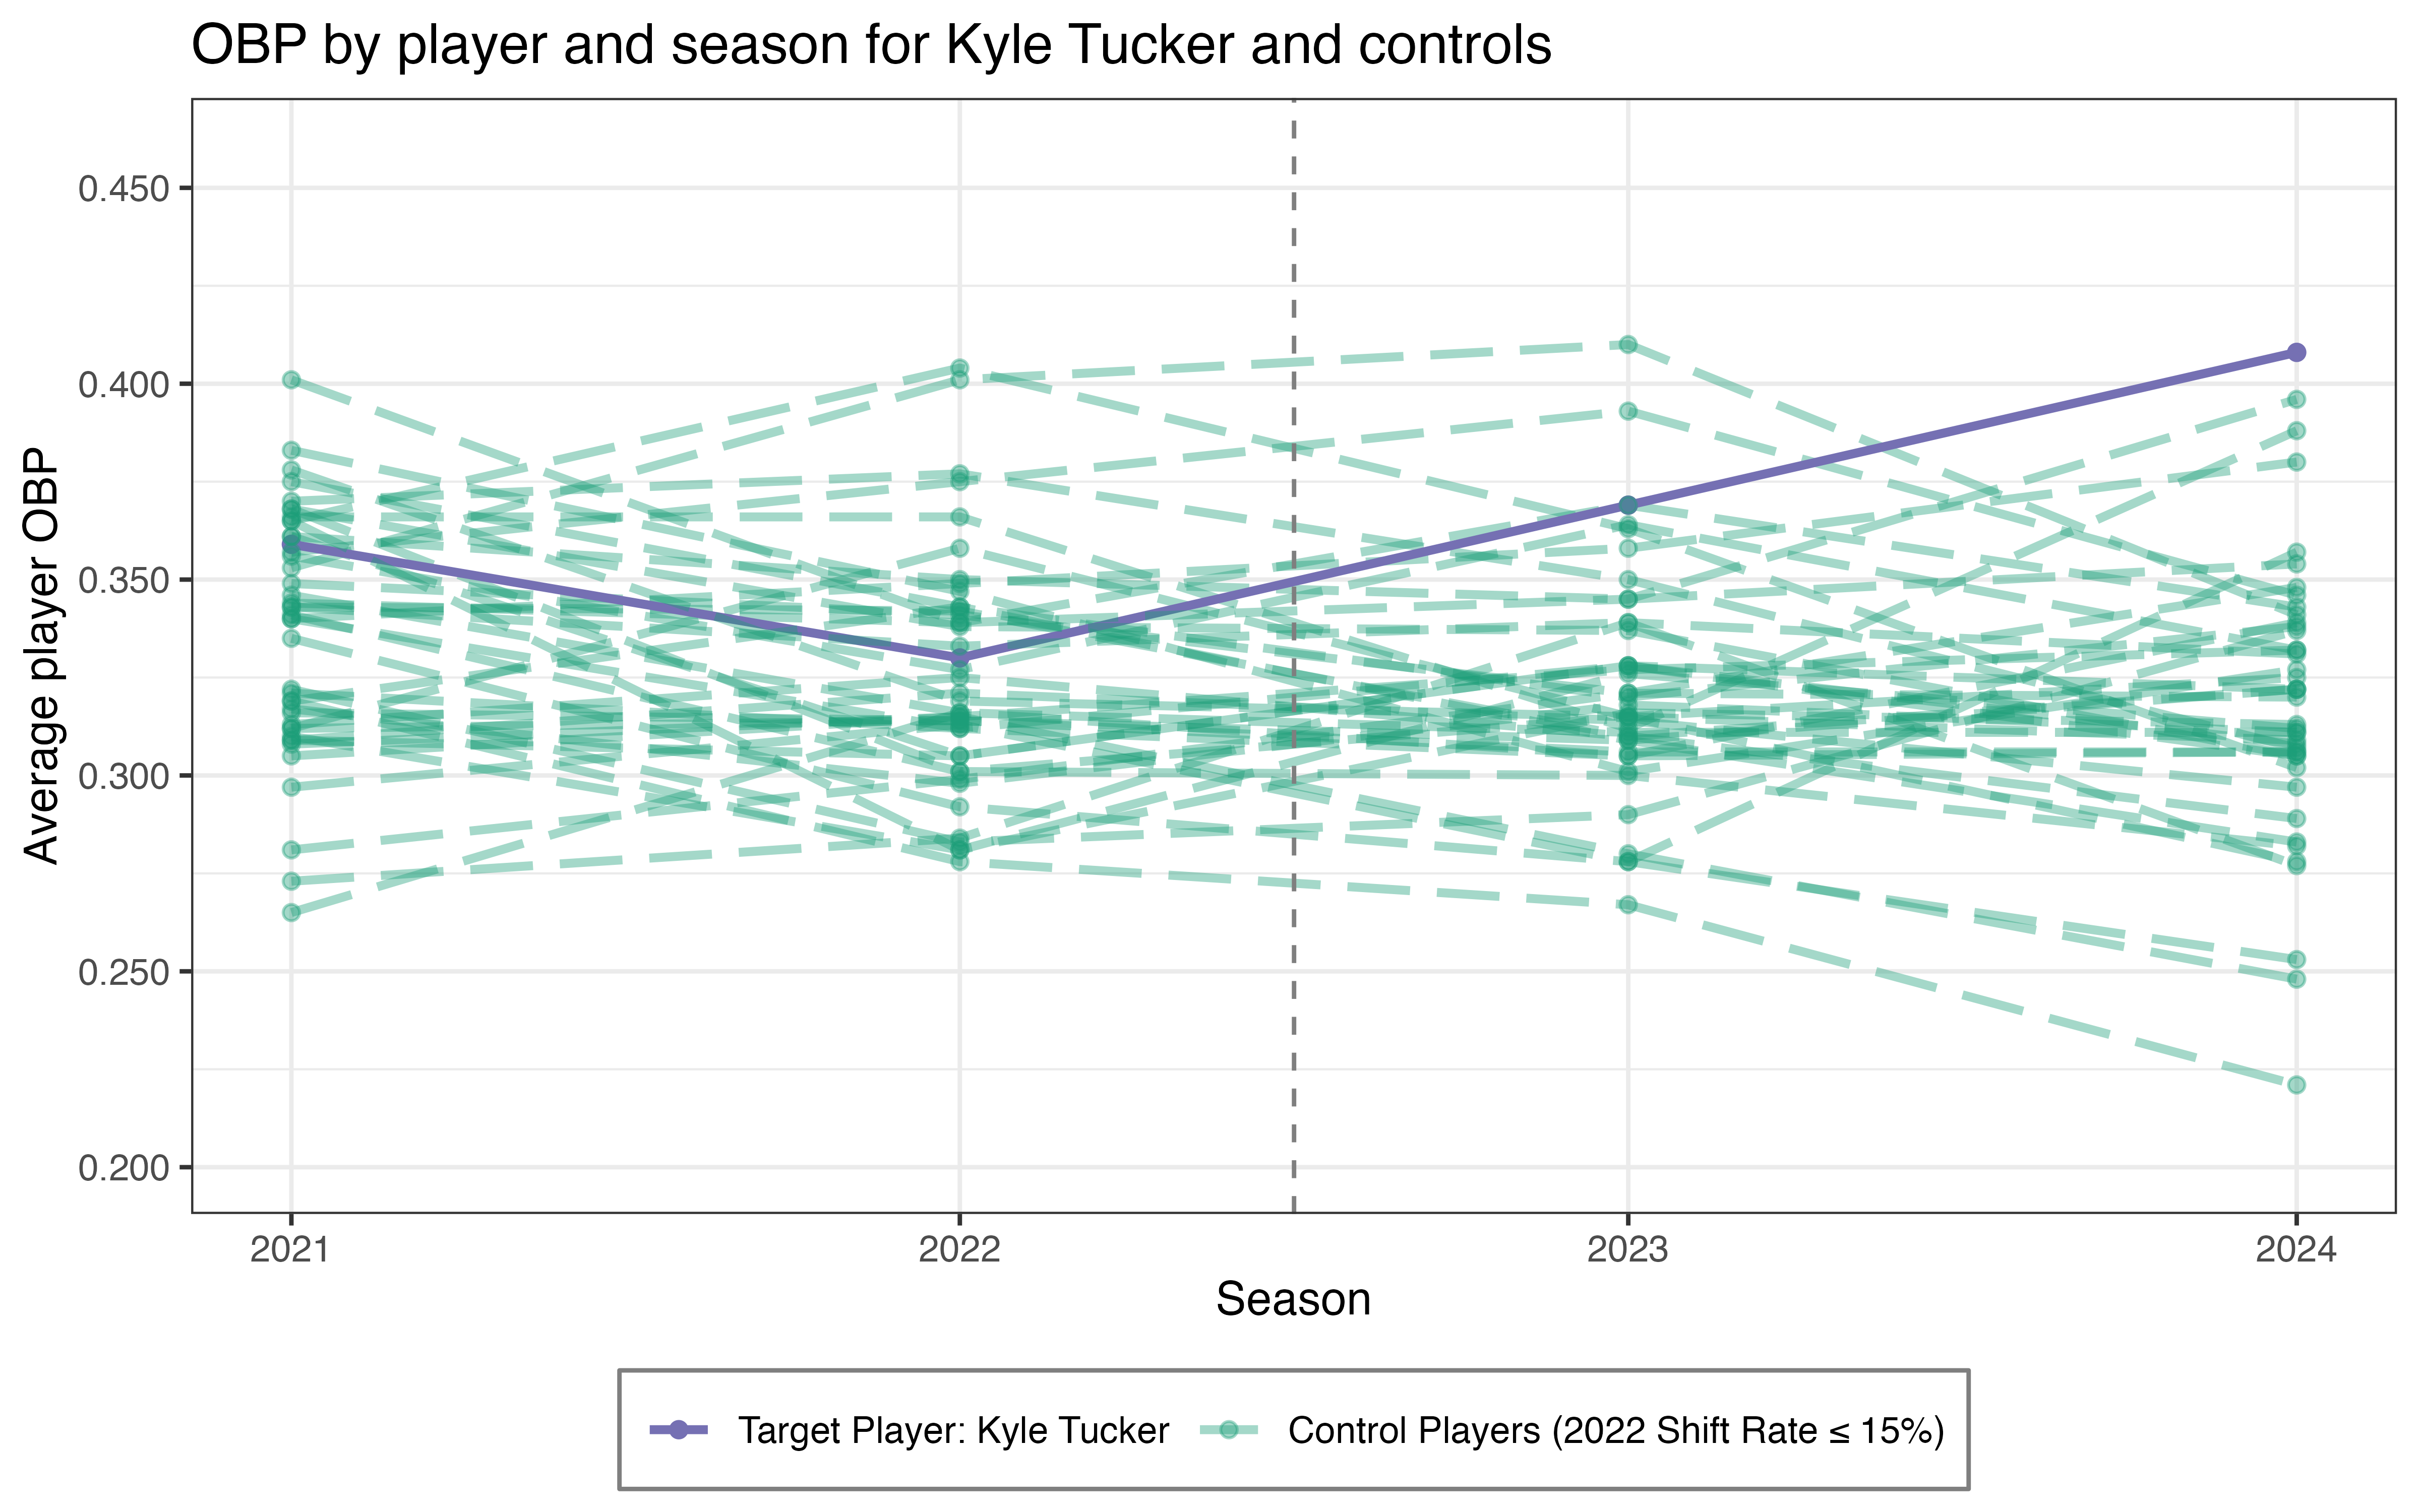 OBP by player and season for Kyle Tucker and controls
Average player OBP
0.450
0.400
0.350
0.300
0.250
0.200
2021 2022 2023 2024
Season
Target Player: Kyle Tucker Control Players (2022 Shift Rate ≤ 15%)